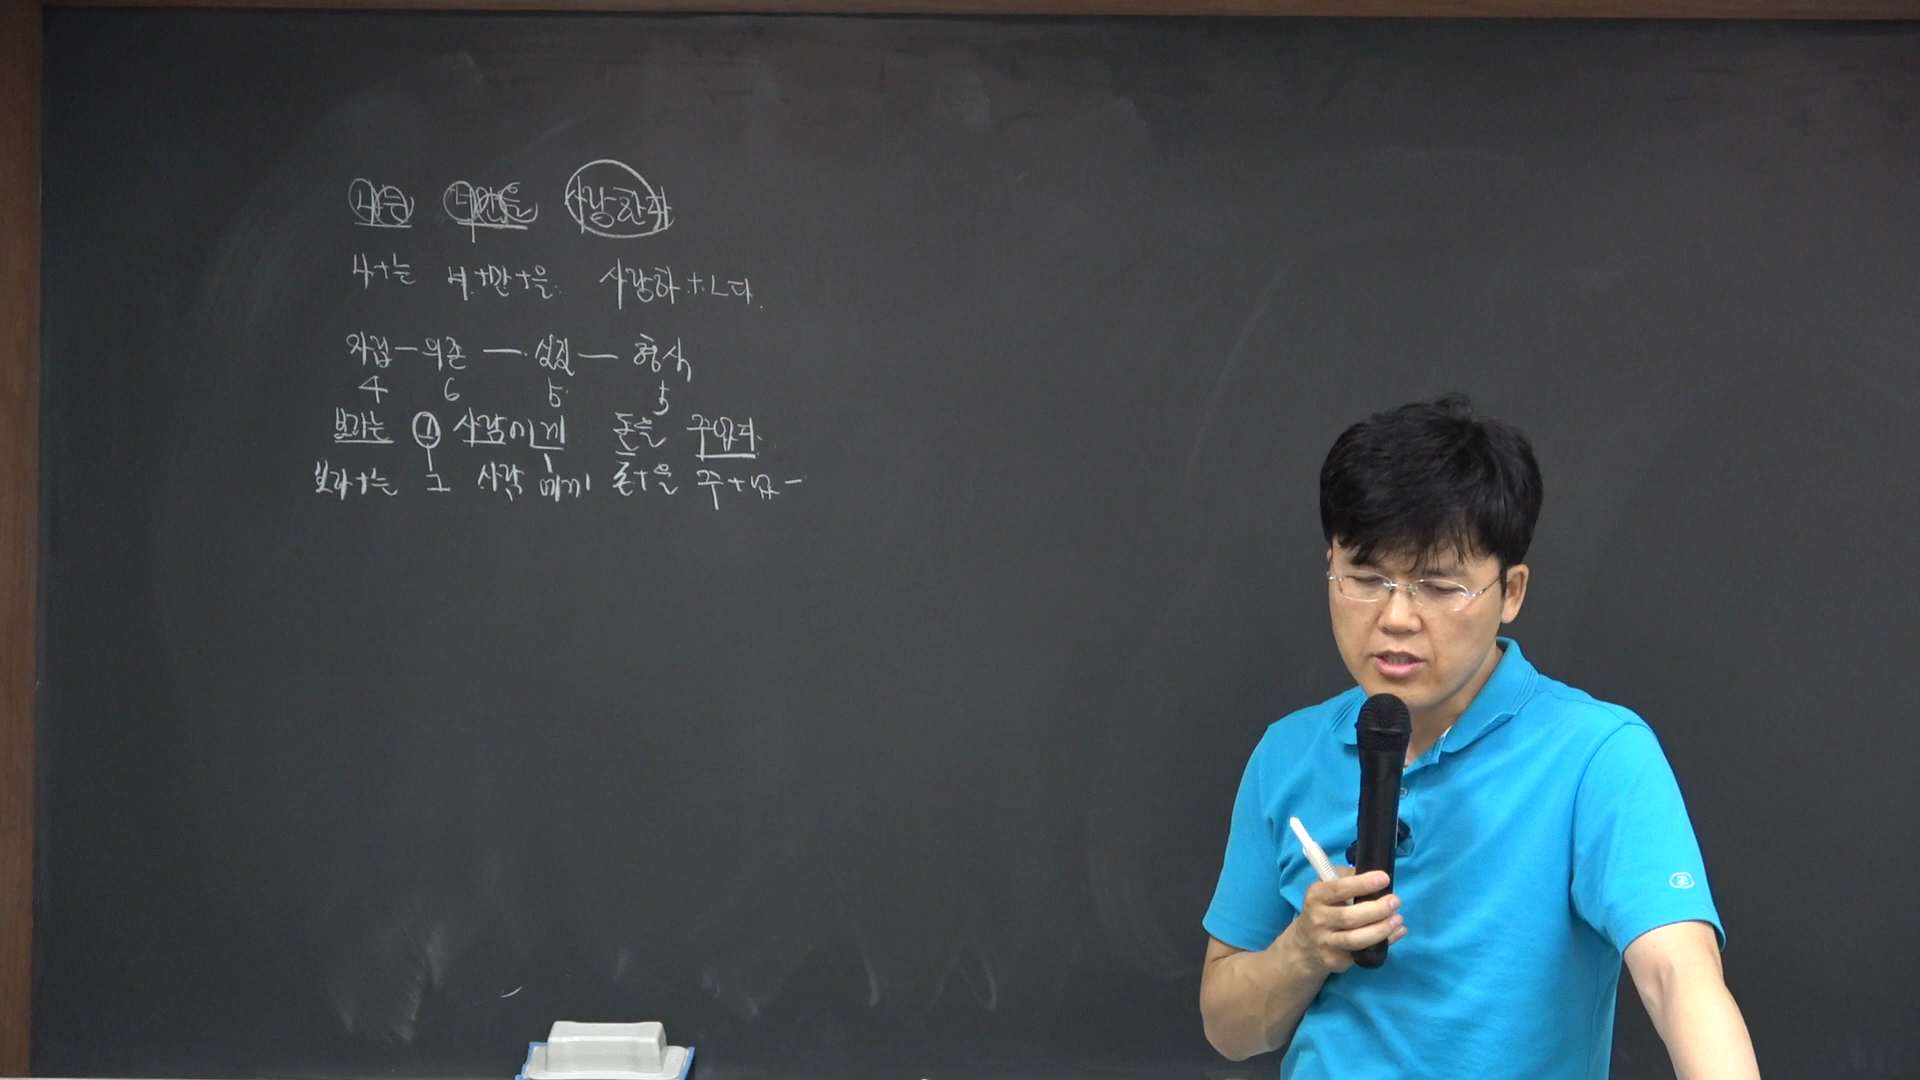 나는 너만을 사랑한다
나+는 너+만+을 사랑하+ㄴ다.
자립-의존-실질-형식
4 6 5 5
보라는 그 사람에게 돈을 주었다.
보라+는 그 사람 에게 돈+을 주+었-